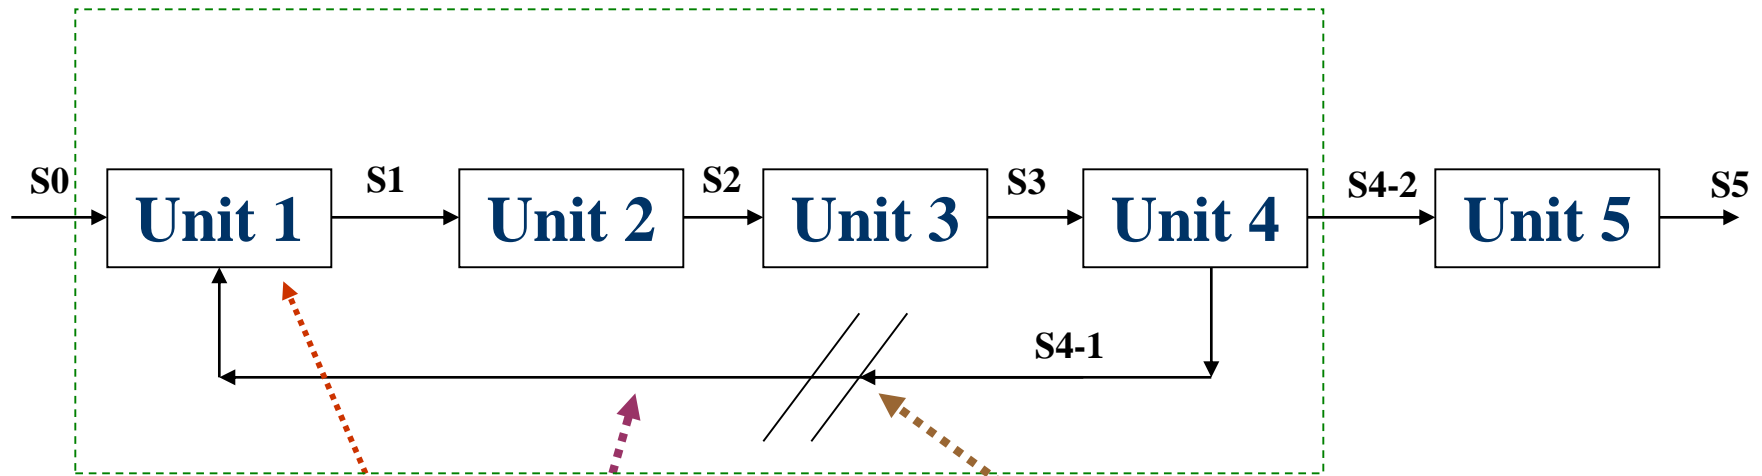 S0
Unit 1
S1
Unit 2
S2
Unit 3
S3
Unit 4
S4-2
Unit 5
S5
S4-1